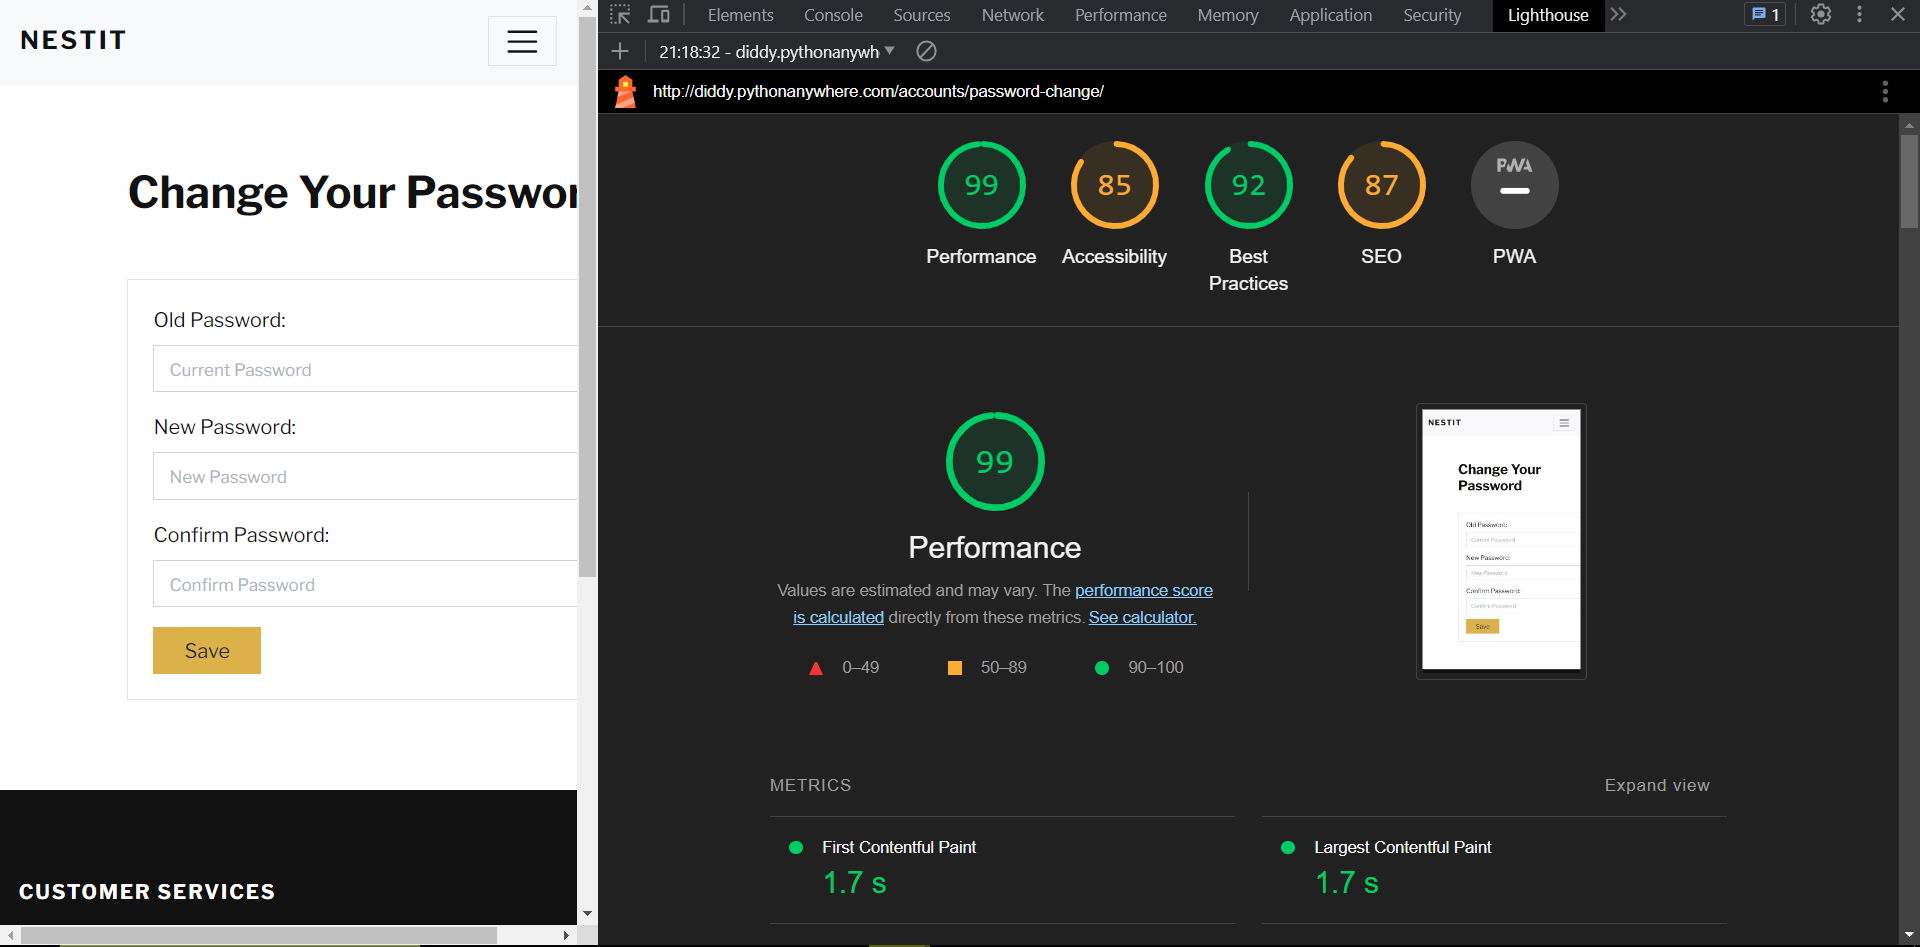 NESTIT
Change Your Passwor
Old Password:
Current Password
New Password:
New Password
Confirm Password:
Confirm Password
Save
CUSTOMER SERVICES
Elements Console Sources Network Performance Memory Application Security Lighthouse 1
21:18:32 - diddy.pythonanywh
http://diddy.pythonanywhere.com/accounts/password-change/
99 85 92 87 PWA
Performance Accessibility Best Practices SEO PWA
99
Performance
Values are estimated and may vary. The performance score
is calculated directly from these metrics. See calculator.
0–49 50–89 90–100
NESTIT
Change Your
Password
Old Password:
Current Password
New Password:
New Password
Confirm Password:
Confirm Password
Save
METRICS Expand view
First Contentful Paint
1.7 s
Largest Contentful Paint
1.7 s